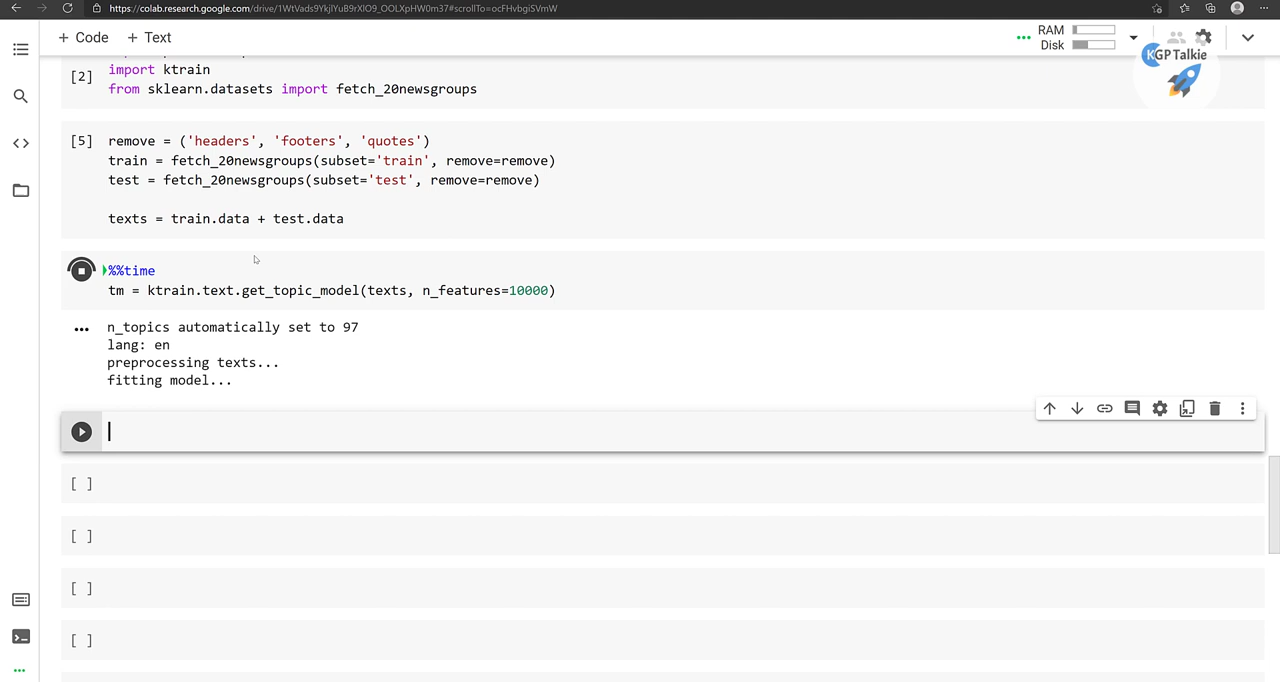 https://colab.research.google.com/drive/1WtVads9YkjlYuB9rXlO9_OOLXpHW0m37#scrollTo=ocFHvbgiSVmW
+ Code + Text
RAM
Disk
KGPTalkie
[2]
import ktrain
from sklearn.datasets import fetch_20newsgroups
[5] remove = ('headers', 'footers', 'quotes')
train = fetch_20newsgroups(subset='train', remove=remove)
test = fetch_20newsgroups(subset='test', remove=remove)
texts = train.data + test.data
%%time
tm = ktrain.text.get_topic_model(texts, n_features=10000)
n_topics automatically set to 97
lang: en
preprocessing texts...
fitting model...
[ ]
[ ]
[ ]
[ ]